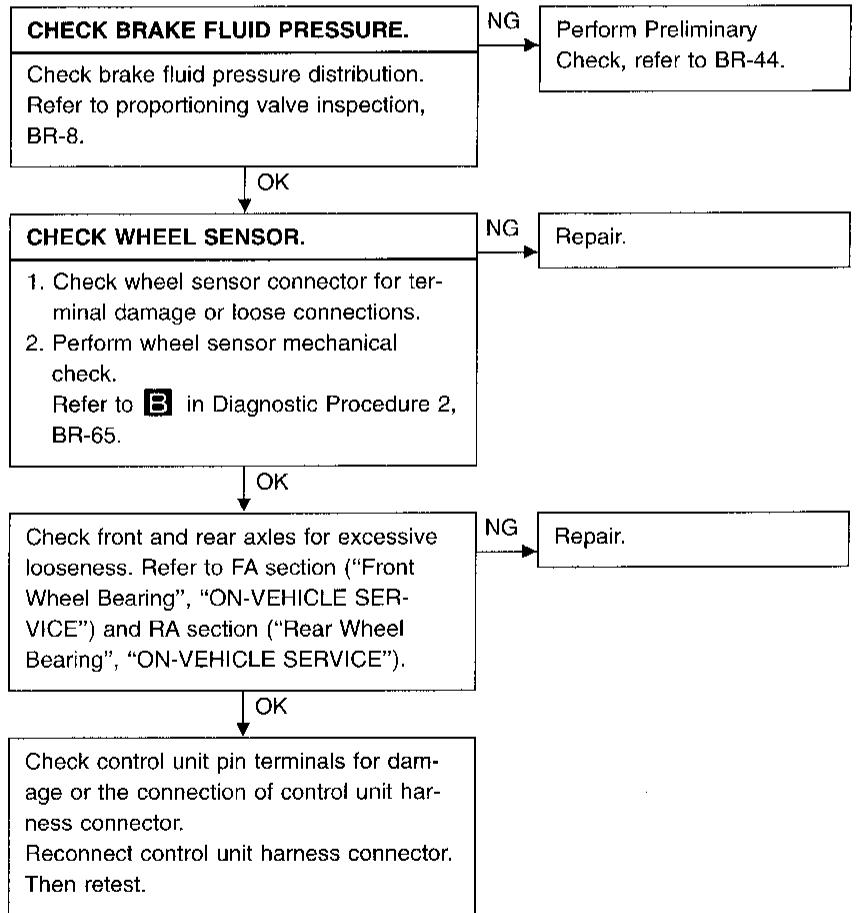 CHECK BRAKE FLUID PRESSURE.
Check brake fluid pressure distribution.
Refer to proportioning valve inspection,
BR-8.
NG
Perform Preliminary
Check, refer to BR-44.
OK
CHECK WHEEL SENSOR.
1. Check wheel sensor connector for ter-
minal damage or loose connections.
2. Perform wheel sensor mechanical
check.
Refer to B in Diagnostic Procedure 2,
BR-65.
NG
Repair.
OK
Check front and rear axles for excessive
looseness. Refer to FA section (“Front
Wheel Bearing”, “ON-VEHICLE SER-
VICE”) and RA section (“Rear Wheel
Bearing”, “ON-VEHICLE SERVICE”).
NG
Repair.
OK
Check control unit pin terminals for dam-
age or the connection of control unit har-
ness connector.
Reconnect control unit harness connector.
Then retest.